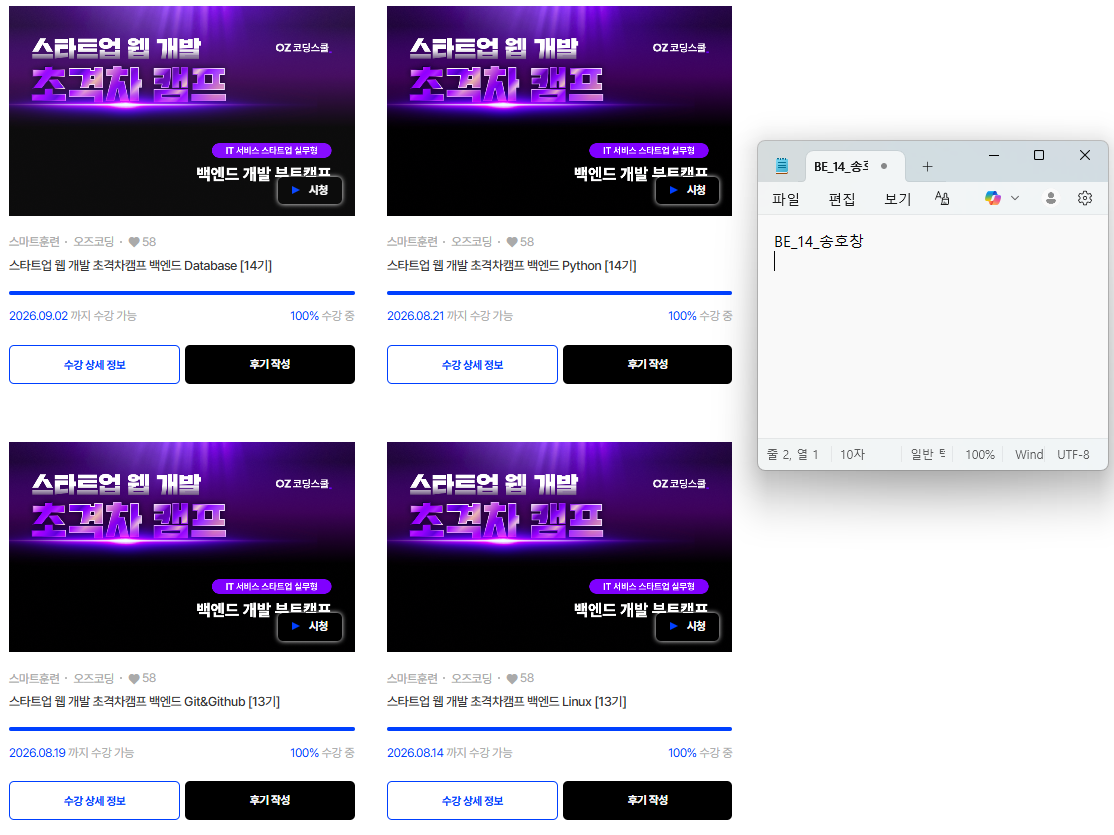 스타트업 웹 개발
초격차 캠프
OZ코딩스쿨
IT 서비스 스타트업 실무형
백엔드 개발 부트캠프
시청
스마트훈련 · 오즈코딩 · 58
스타트업 웹 개발 초격차캠프 백엔드 Database [14기]
2026.09.02 까지 수강 가능
100% 수강 중
수강 상세 정보
후기 작성
스타트업 웹 개발
초격차 캠프
OZ코딩스쿨
IT 서비스 스타트업 실무형
백엔드 개발 부트캠프
시청
스마트훈련 · 오즈코딩 · 58
스타트업 웹 개발 초격차캠프 백엔드 Python [14기]
2026.08.21 까지 수강 가능
100% 수강 중
수강 상세 정보
후기 작성
스타트업 웹 개발
초격차 캠프
OZ코딩스쿨
IT 서비스 스타트업 실무형
백엔드 개발 부트캠프
시청
스마트훈련 · 오즈코딩 · 58
스타트업 웹 개발 초격차캠프 백엔드 Git&Github [13기]
2026.08.19 까지 수강 가능
100% 수강 중
수강 상세 정보
후기 작성
스타트업 웹 개발
초격차 캠프
OZ코딩스쿨
IT 서비스 스타트업 실무형
백엔드 개발 부트캠프
시청
스마트훈련 · 오즈코딩 · 58
스타트업 웹 개발 초격차캠프 백엔드 Linux [13기]
2026.08.14 까지 수강 가능
100% 수강 중
수강 상세 정보
후기 작성
BE_14_송호
파일 편집 보기
BE_14_송호창
줄 2, 열 1 10자 일반 100% Wind UTF-8